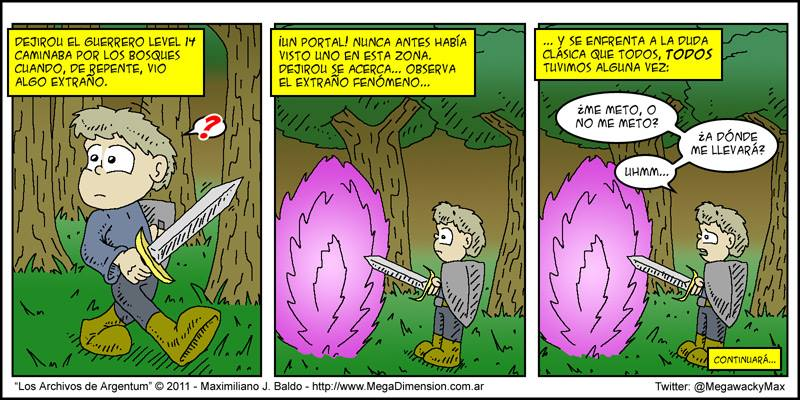 DEJIROU EL GUERRERO LEVEL 14
CAMINABA POR LOS BOSQUES
CUANDO, DE REPENTE, VIO
ALGO EXTRAÑO.
?
¡UN PORTAL! NUNCA ANTES HABÍA
VISTO UNO EN ESTA ZONA.
DEJIROU SE ACERCA... OBSERVA
EL EXTRAÑO FENÓMENO...
... Y SE ENFRENTA A LA DUDA
CLÁSICA QUE TODOS, TODOS
TUVIMOS ALGUNA VEZ:
¿ME METO, O
NO ME METO?
¿A DÓNDE
ME LLEVARÁ?
UHMM...
CONTINUARÁ...
"Los Archivos de Argentum" © 2011 - Maximiliano J. Baldo - http://www.MegaDimension.com.ar
Twitter: @MegawackyMax